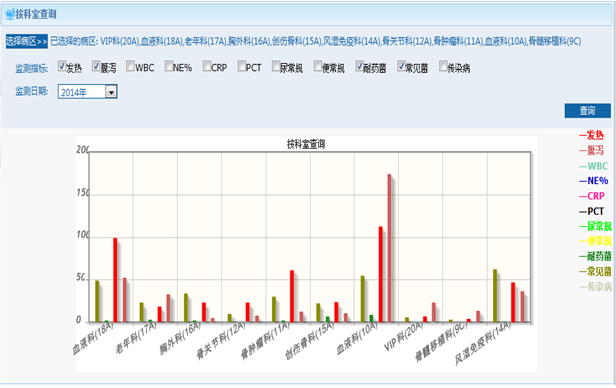 按科室查询
选择病区>> 已选择的病区: VIP科(20A),血液科(18A),老年科(17A),胸外科(16A),创伤骨科(15A),风湿免疫科(14A),骨关节科(12A),骨肿瘤科(11A),血液科(10A),骨髓移植科(9C)
监测指标: 发热 腹泻 WBC NE% CRP PCT 尿常规 便常规 耐药菌 常见菌 传染病
监测日期: 2014年
查询
按科室查询
发热
腹泻
WBC
NE%
CRP
PCT
尿常规
便常规
耐药菌
常见菌
传染病
200
150
100
50
0
血液科(18A)
老年科(17A)
胸外科(16A)
骨关节科(12A)
骨肿瘤科(11A)
创伤骨科(15A)
血液科(10A)
VIP科(20A)
骨髓移植科(9C)
风湿免疫科(14A)